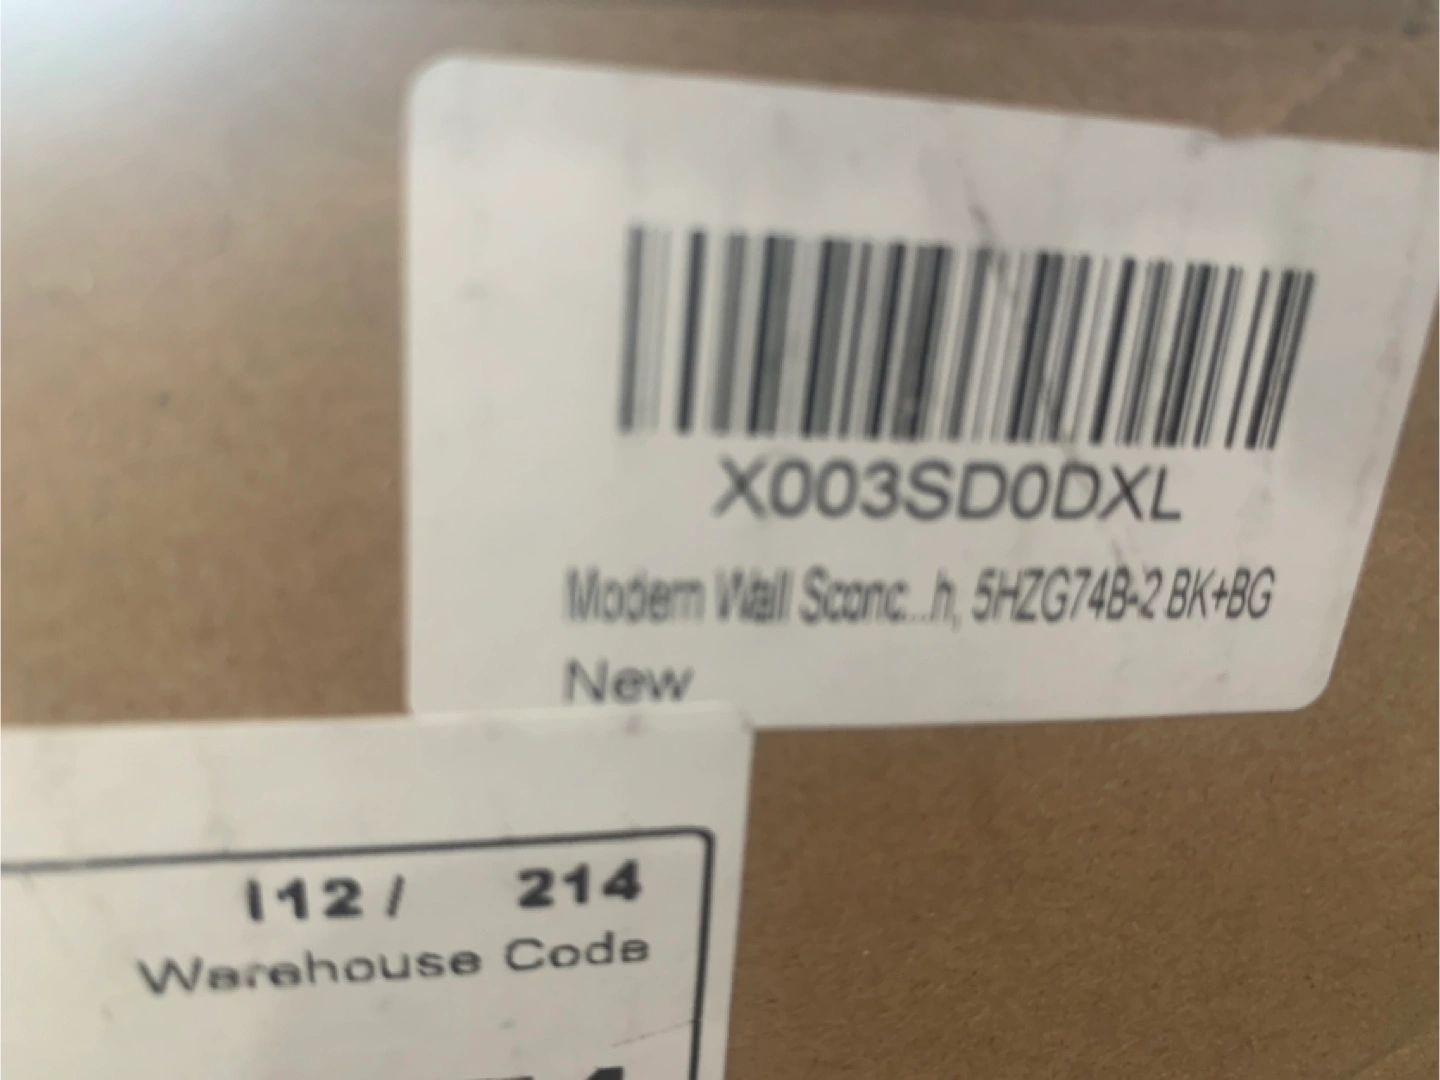 X003SD0DXL
Modern Wall Sconc...h, 5HZG74B-2 BK+BG
New
I12 / 214
Warehouse Code